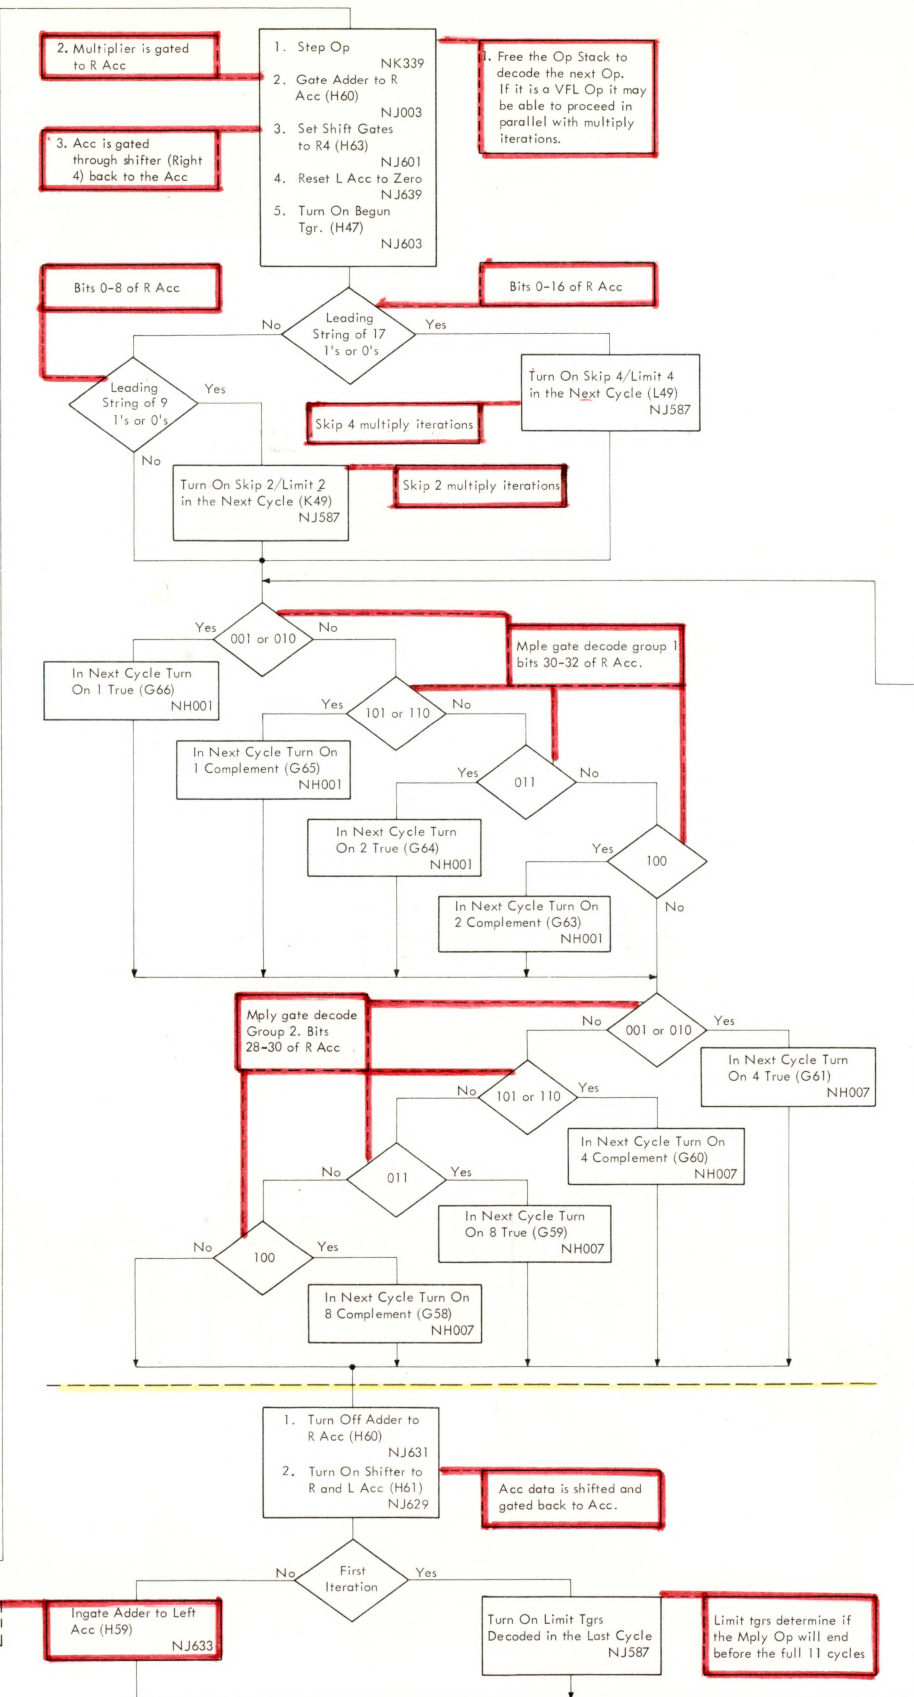 2. Multiplier is gated
to R Acc
1. Step Op
NK339
2. Gate Adder to R
Acc (H60)
NJ003
3. Set Shift Gates
to R4 (H63)
NJ601
4. Reset L Acc to Zero
NJ639
5. Turn On Begun
Tgr. (H47)
NJ603
1. Free the Op Stack to
decode the next Op.
If it is a VFL Op it may
be able to proceed in
parallel with multiply
iterations.
3. Acc is gated
through shifter (Right
4) back to the Acc
Bits 0-8 of R Acc
Bits 0-16 of R Acc
No
Leading
String of 17
1's or 0's
Yes
Leading
String of 9
1's or 0's
Yes
No
Turn On Skip 4/Limit 4
in the Next Cycle (L49)
NJ587
Skip 4 multiply iterations
Turn On Skip 2/Limit 2
in the Next Cycle (K49)
NJ587
Skip 2 multiply iterations
Yes
001 or 010
No
Mple gate decode group 1
bits 30-32 of R Acc.
In Next Cycle Turn
On 1 True (G66)
NH001
Yes
101 or 110
No
In Next Cycle Turn On
1 Complement (G65)
NH001
Yes
011
No
In Next Cycle Turn
On 2 True (G64)
NH001
Yes
100
No
In Next Cycle Turn On
2 Complement (G63)
NH001
Mply gate decode
Group 2. Bits
28-30 of R Acc
No
001 or 010
Yes
In Next Cycle Turn
On 4 True (G61)
NH007
No
101 or 110
Yes
In Next Cycle Turn On
4 Complement (G60)
NH007
No
011
Yes
In Next Cycle Turn
On 8 True (G59)
NH007
No
100
Yes
In Next Cycle Turn On
8 Complement (G58)
NH007
1. Turn Off Adder to
R Acc (H60)
NJ631
2. Turn On Shifter to
R and L Acc (H61)
NJ629
Acc data is shifted and
gated back to Acc.
No
First
Iteration
Yes
Ingate Adder to Left
Acc (H59)
NJ633
Turn On Limit Tgrs
Decoded in the Last Cycle
NJ587
Limit tgrs determine if
the Mply Op will end
before the full 11 cycles